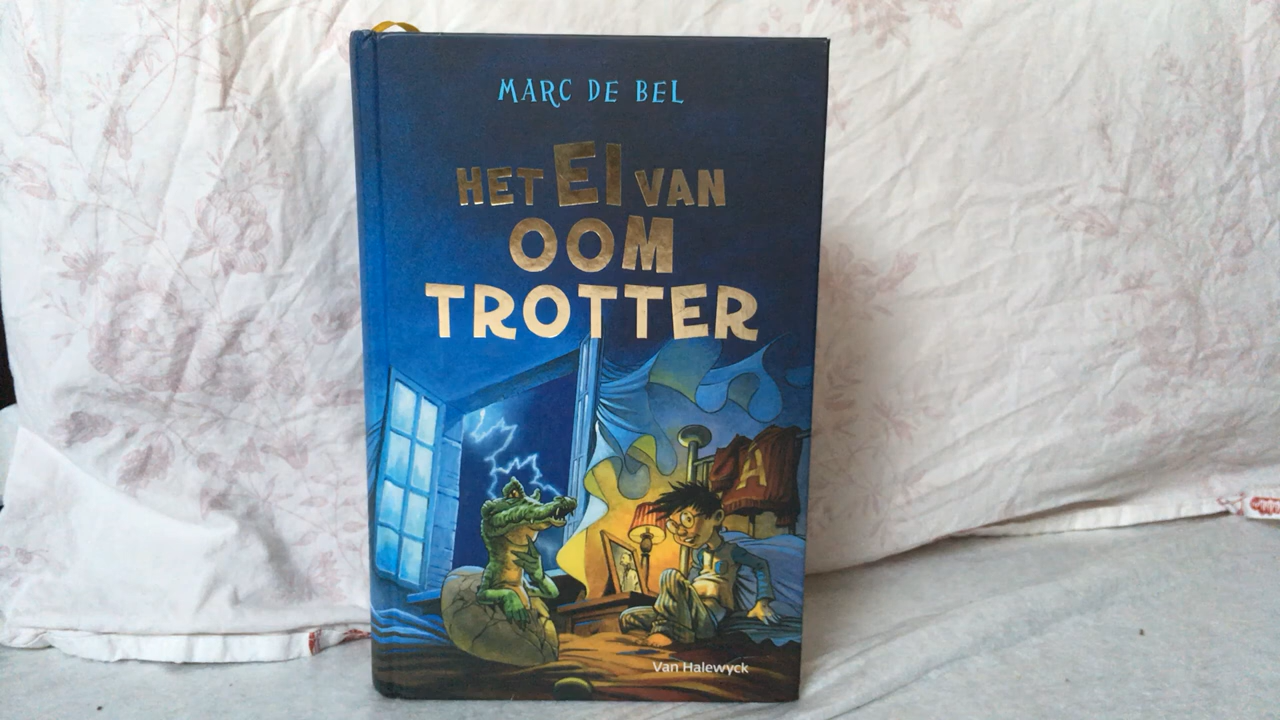 MARC DE BEL
HET EI VAN
OOM
TROTTER
A
Van Halewyck